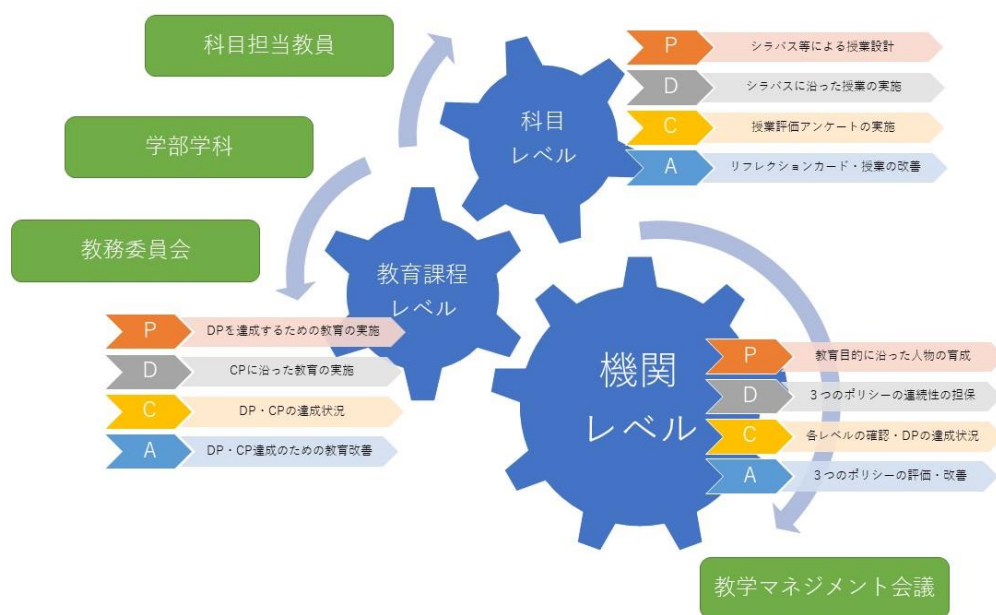 科目担当教員
学部学科
教務委員会
科目
レベル
P シラバス等による授業設計
D シラバスに沿った授業の実施
C 授業評価アンケートの実施
A リフレクションカード・授業の改善
教育課程
レベル
P DPを達成するための教育の実施
D CPに沿った教育の実施
C DP・CPの達成状況
A DP・CP達成のための教育改善
機関
レベル
P 教育目的に沿った人物の育成
D 3つのポリシーの連続性の担保
C 各レベルの確認・DPの達成状況
A 3つのポリシーの評価・改善
教学マネジメント会議